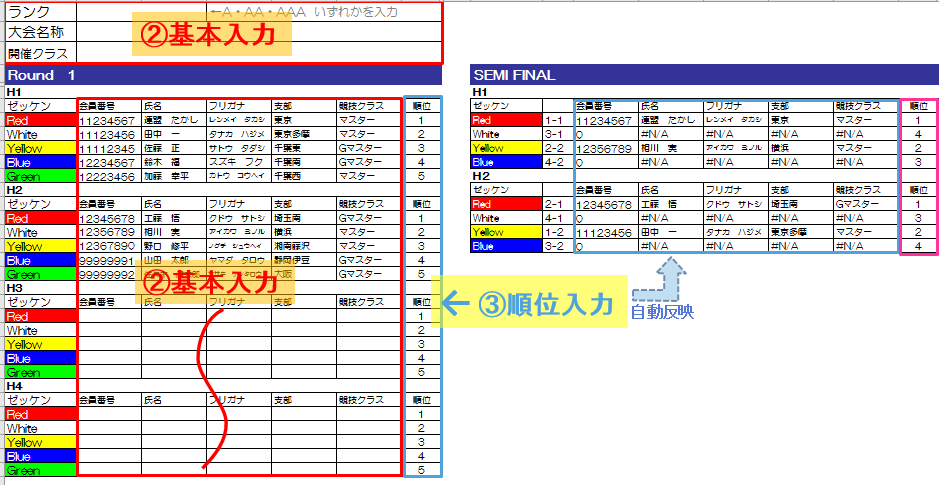 ランク ←A・AA・AAA いずれかを入力
大会名称
開催クラス
②基本入力
Round 1
H1
ゼッケン 会員番号 氏名 フリガナ 支部 競技クラス 順位
Red 11234567 連盟 たかし レンメイ タカシ 東京 マスター 1
White 11123456 田中 一 タナカ ハジメ 東京多摩 マスター 2
Yellow 11112345 佐藤 正 サトウ タダシ 千葉東 Gマスター 3
Blue 12234567 鈴木 福 スズキ フク 千葉南 Gマスター 4
Green 12223456 加藤 幸平 カトウ コウヘイ 千葉西 マスター 5
H2
ゼッケン 会員番号 氏名 フリガナ 支部 競技クラス 順位
Red 12345678 工藤 悟 クドウ サトシ 埼玉南 Gマスター 1
White 12356789 相川 実 アイカワ ミノル 横浜 マスター 2
Yellow 12367890 野口 修平 ノグチ シュウヘイ 湘南藤沢 マスター 3
Blue 99999991 山田 太郎 ヤマダ タロウ 静岡伊豆 Gマスター 4
Green 99999992 大阪 Gマスター 5
②基本入力
H3
ゼッケン 会員番号 氏名 フリガナ 支部 競技クラス 順位
Red 1
White 2
Yellow 3
Blue 4
Green 5
H4
ゼッケン 会員番号 氏名 フリガナ 支部 競技クラス 順位
Red 1
White 2
Yellow 3
Blue 4
Green 5
SEMI FINAL
H1
ゼッケン 会員番号 氏名 フリガナ 支部 競技クラス 順位
Red 1-1 11234567 連盟 たかし レンメイ タカシ 東京 マスター 1
White 3-1 0 #N/A #N/A #N/A #N/A 4
Yellow 2-2 12356789 相川 実 アイカワ ミノル 横浜 マスター 2
Blue 4-2 0 #N/A #N/A #N/A #N/A 3
H2
ゼッケン 会員番号 氏名 フリガナ 支部 競技クラス 順位
Red 2-1 12345678 工藤 悟 クドウ サトシ 埼玉南 Gマスター 1
White 4-1 0 #N/A #N/A #N/A #N/A 3
Yellow 1-2 11123456 田中 一 タナカ ハジメ 東京多摩 マスター 2
Blue 3-2 0 #N/A #N/A #N/A #N/A 4
←③順位入力
自動反映